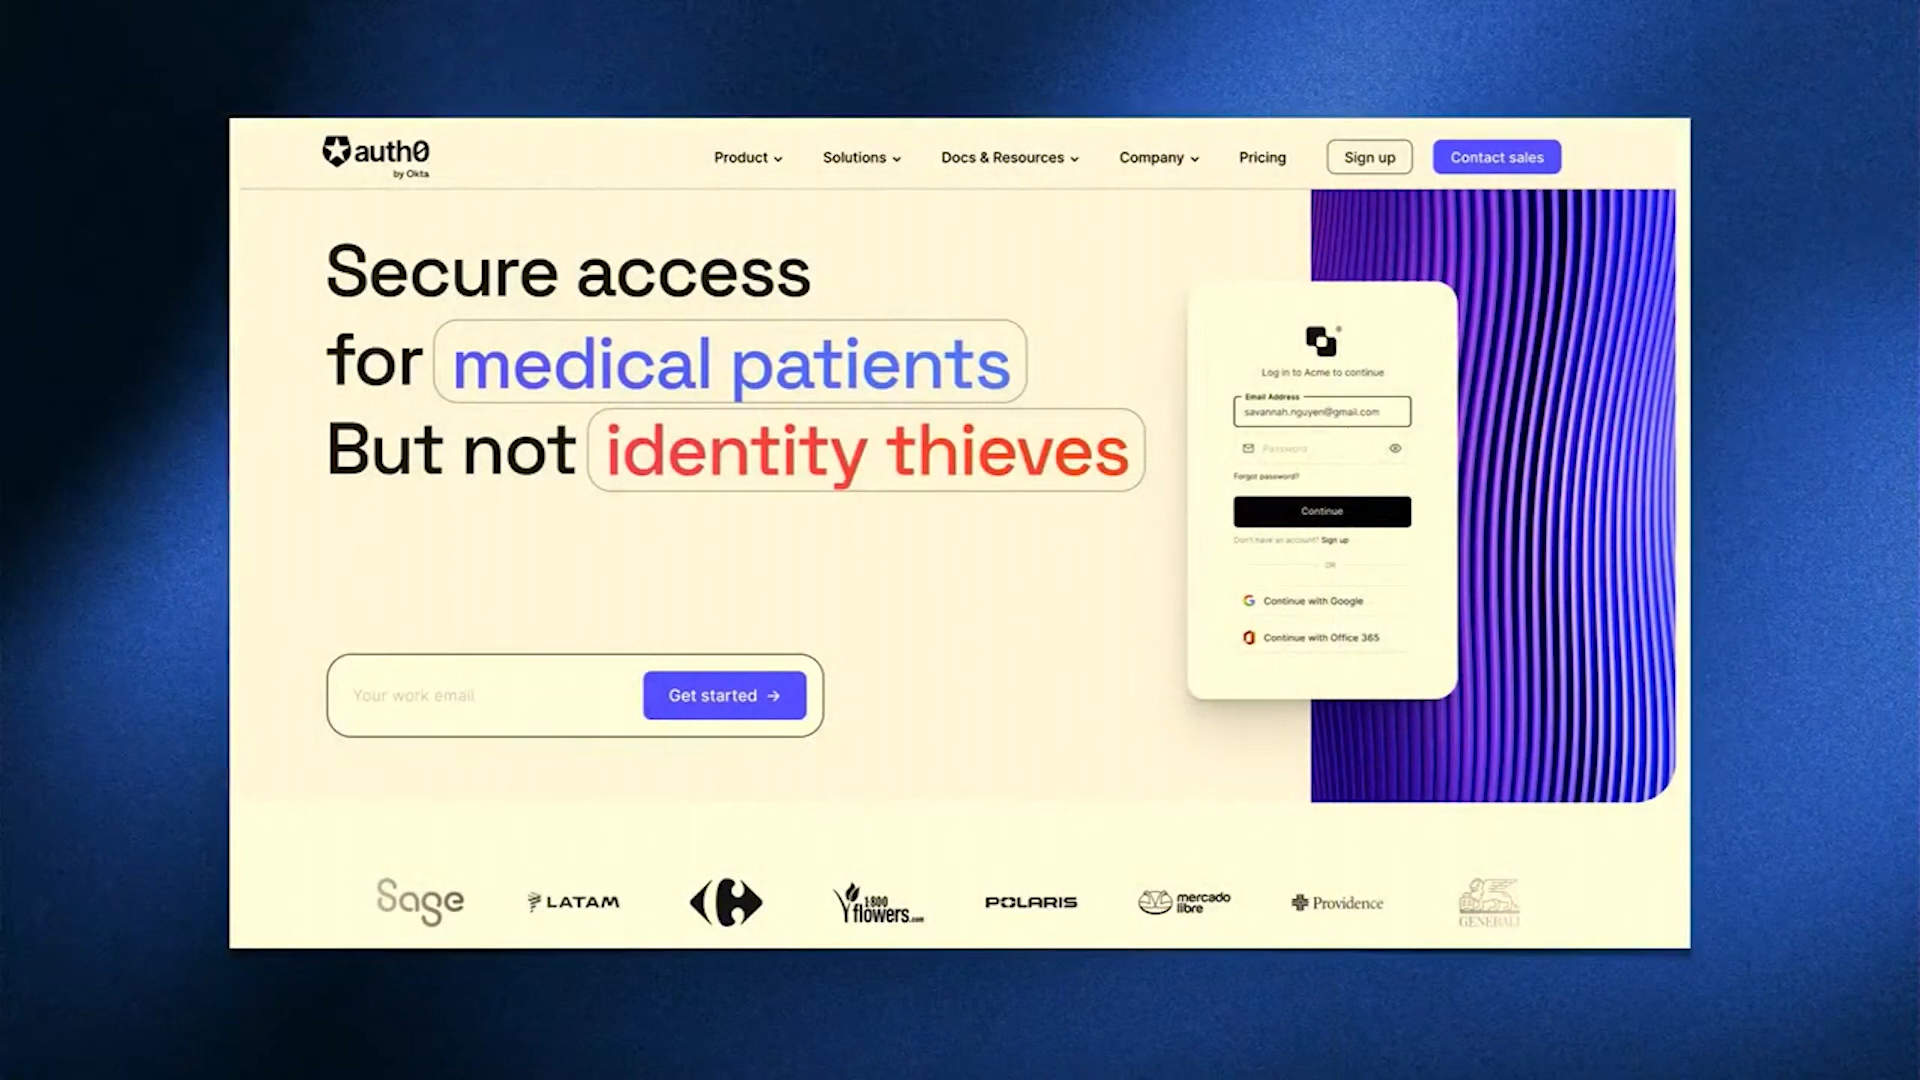 auth0
by Okta
Product
Solutions
Docs & Resources
Company
Pricing
Sign up
Contact sales
Secure access
for medical patients
But not identity thieves
Your work email
Get started →
Log in to Acme to continue
Email Address
savannah.nguyen@gmail.com
Password
Forgot password?
Continue
Don't have an account? Sign up
OR
Continue with Google
Continue with Office 365
Sage
LATAM
1-800
flowers.com
POLARIS
mercado
libre
Providence
GENERALI